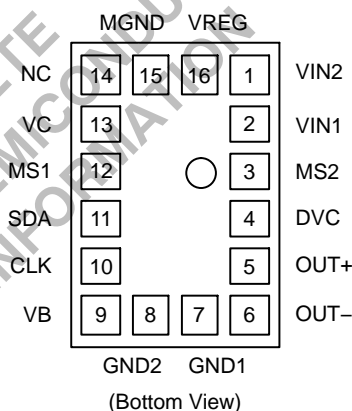 MGND VREG
NC 14 15 16 1 VIN2
VC 13 2 VIN1
MS1 12 3 MS2
SDA 11 4 DVC
CLK 10 5 OUT+
VB 9 8 7 6 OUT−
GND2 GND1
(Bottom View)